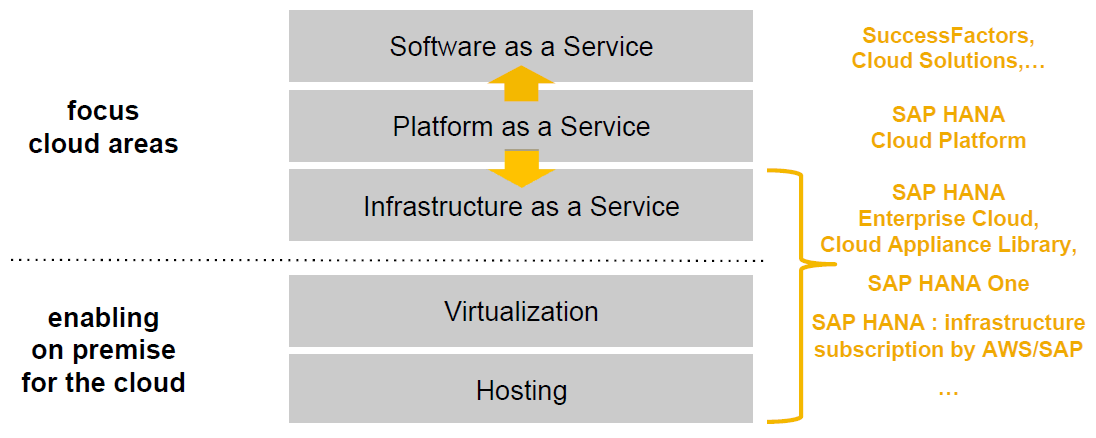 focus
cloud areas
Software as a Service
Platform as a Service
Infrastructure as a Service
SuccessFactors,
Cloud Solutions,…
SAP HANA
Cloud Platform
SAP HANA
Enterprise Cloud,
Cloud Appliance Library,
SAP HANA One
SAP HANA : infrastructure
subscription by AWS/SAP
…
enabling
on premise
for the cloud
Virtualization
Hosting